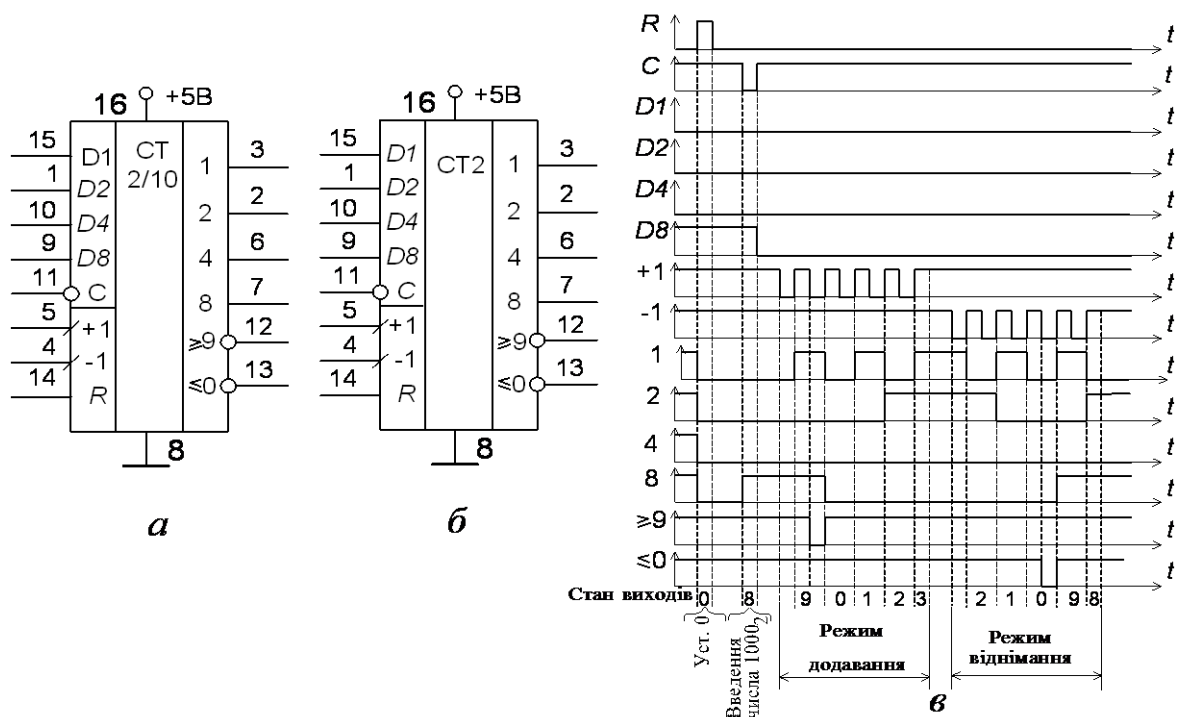 16 +5В
15 D1 CT 1 3
1 D2 2/10 2 2
10 D4 4 6
9 D8 8 7
11 C
5 +1 ≥9 12
4 -1 ≤0 13
14 R
8
а
16 +5В
15 D1 CT2 1 3
1 D2 2 2
10 D4 4 6
9 D8 8 7
11 C
5 +1 ≥9 12
4 -1 ≤0 13
14 R
8
б
R t
C t
D1 t
D2 t
D4 t
D8 t
+1 t
-1 t
1 t
2 t
4 t
8 t
≥9 t
≤0 t
Стан виходів 0 8 9 0 1 2 3 2 1 0 9 8
Уст. 0
Введення
числа 1000₂
Режим
додавання
Режим
віднімання
в